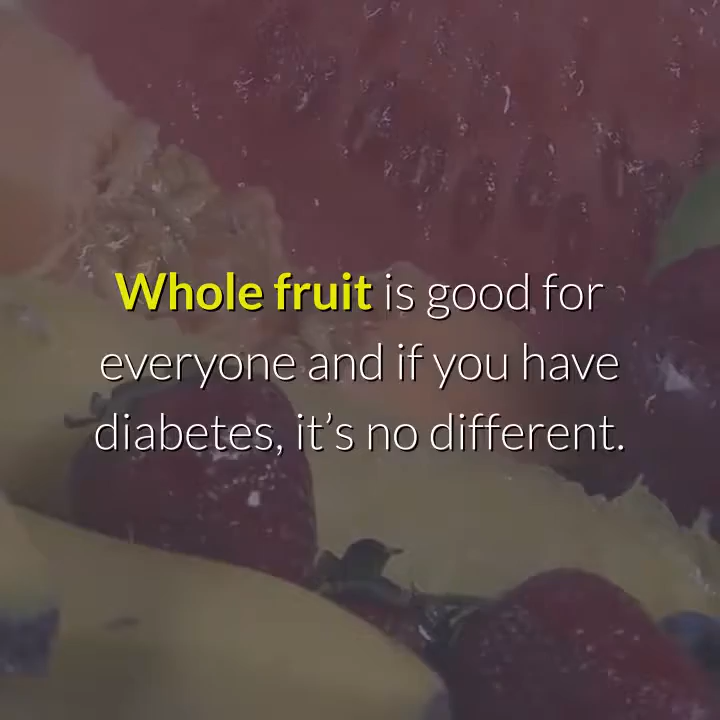 Whole fruit is good for
everyone and if you have
diabetes, it’s no different.